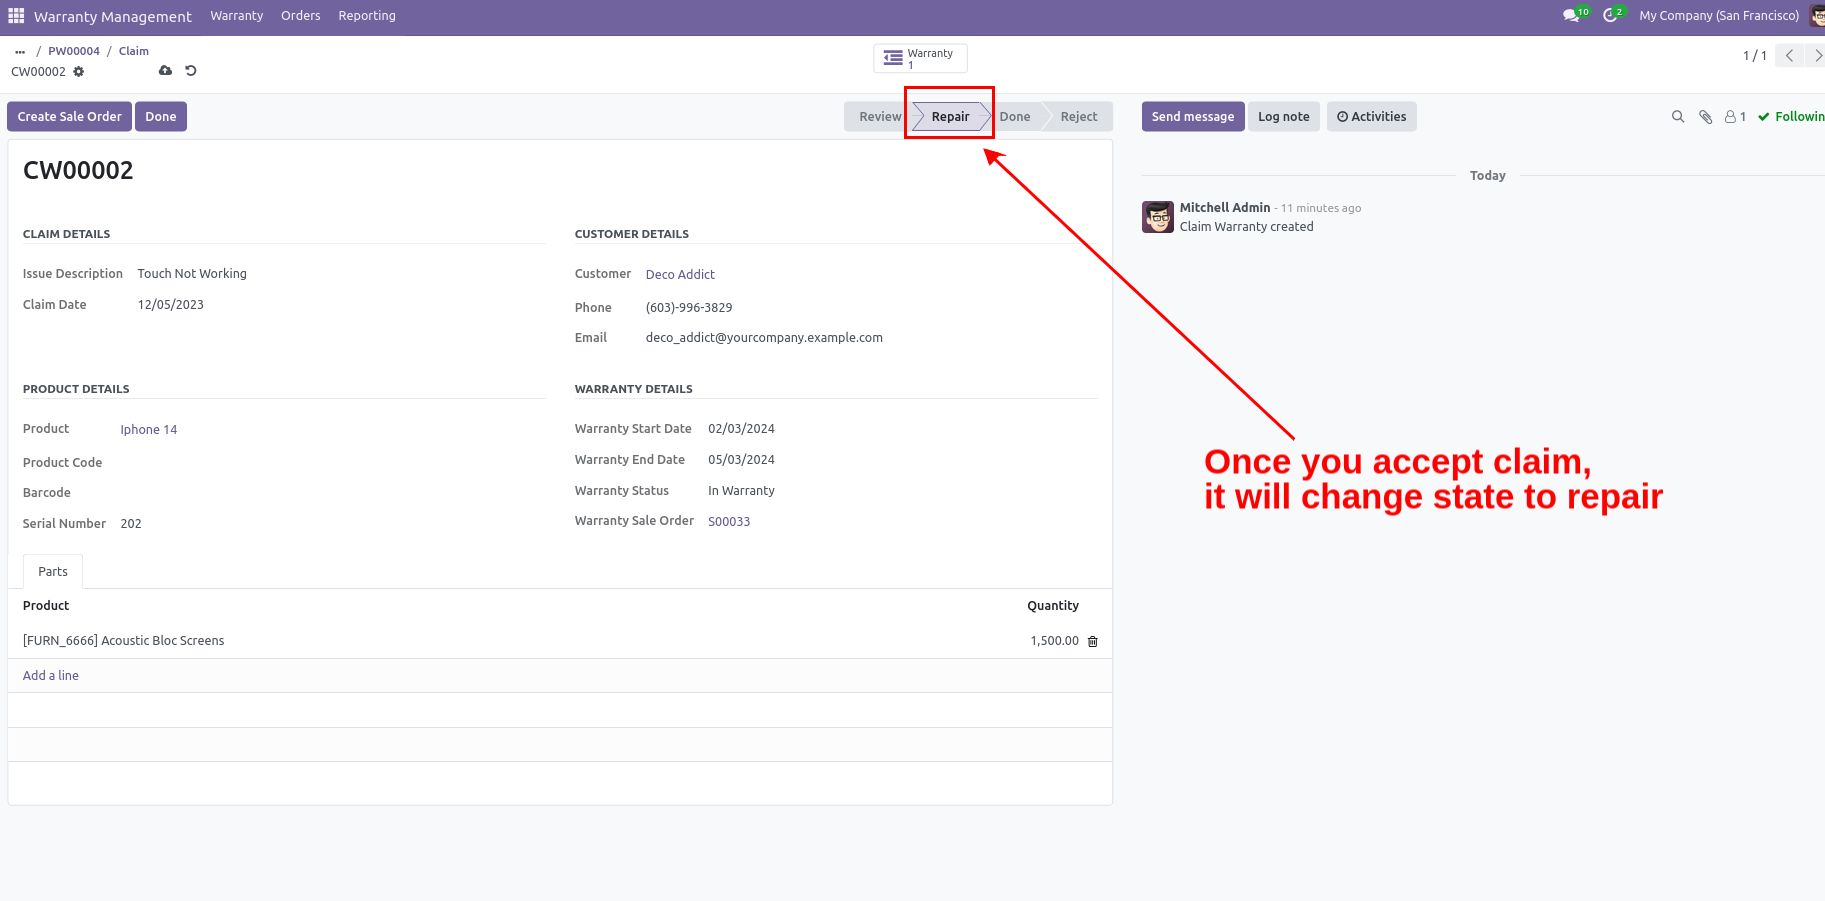 Warranty Management Warranty Orders Reporting 10 2 My Company (San Francisco)
... / PW00004 / Claim
CW00002
Warranty
1
1 / 1
Create Sale Order Done Review Repair Done Reject Send message Log note Activities 1 Followin
CW00002
Today
Mitchell Admin - 11 minutes ago
Claim Warranty created
CLAIM DETAILS
Issue Description Touch Not Working
Claim Date 12/05/2023
CUSTOMER DETAILS
Customer Deco Addict
Phone (603)-996-3829
Email deco_addict@yourcompany.example.com
PRODUCT DETAILS
Product Iphone 14
Product Code
Barcode
Serial Number 202
WARRANTY DETAILS
Warranty Start Date 02/03/2024
Warranty End Date 05/03/2024
Warranty Status In Warranty
Warranty Sale Order S00033
Once you accept claim,
it will change state to repair
Parts
Product Quantity
[FURN_6666] Acoustic Bloc Screens 1,500.00
Add a line